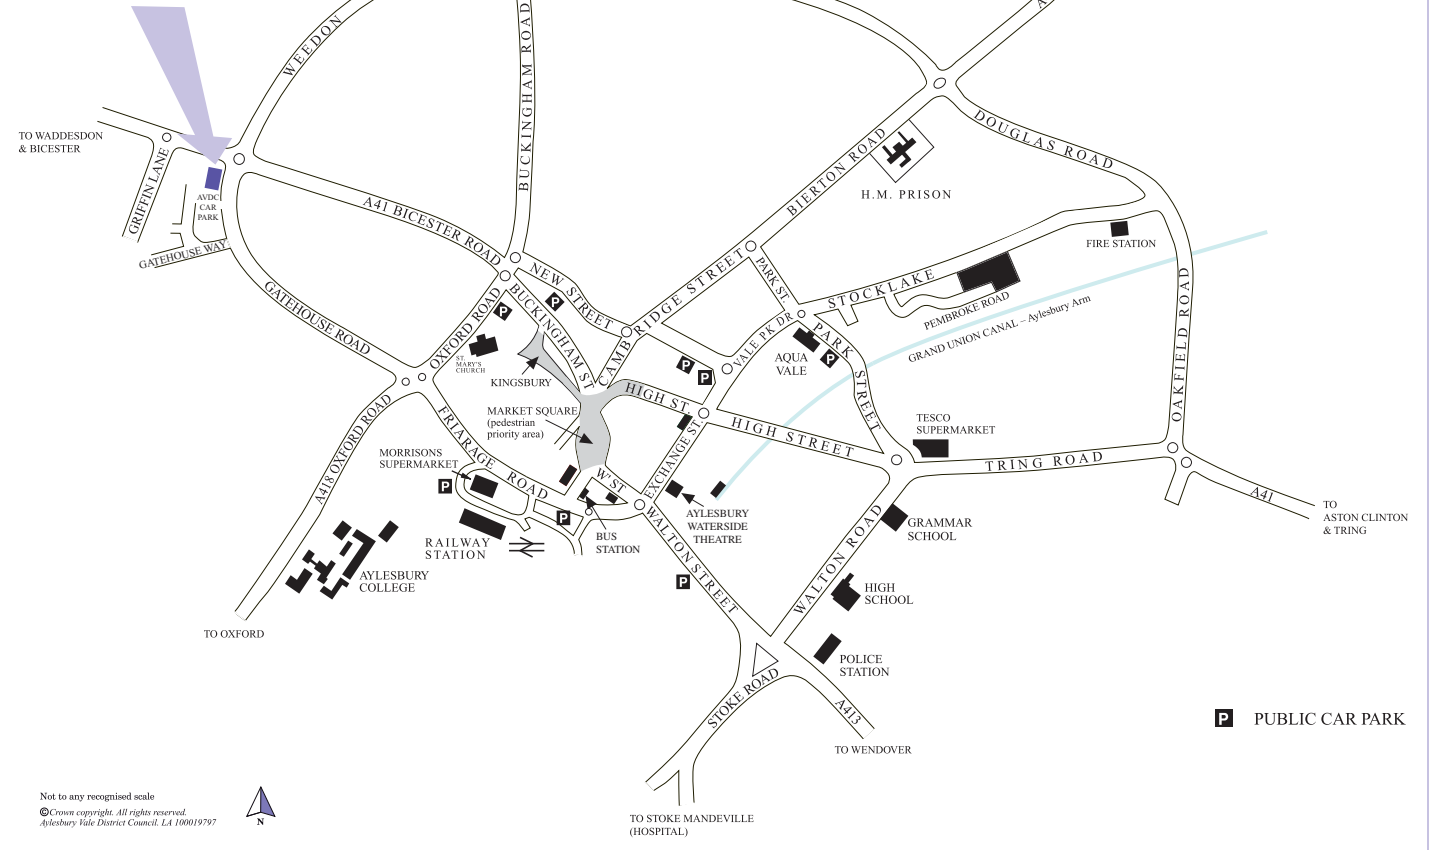 WEEDON
BUCKINGHAM ROAD
A
TO WADDESDON
& BICESTER
GRIFFIN LANE
AVDC
CAR
PARK
GATEHOUSE WAY
A41 BICESTER ROAD
DOUGLAS ROAD
BIERTON ROAD
H.M. PRISON
FIRE STATION
NEW STREET
PARK ST.
STOCKLAKE
PEMBROKE ROAD
GRAND UNION CANAL – Aylesbury Arm
OAKFIELD ROAD
GATEHOUSE ROAD
OXFORD ROAD
BUCKINGHAM ST
CAMBRIDGE STREET
VALE PK DR
PARK STREET
AQUA
VALE
P
P
P
P
P
ST.
MARY'S
CHURCH
KINGSBURY
HIGH ST.
HIGH STREET
MARKET SQUARE
(pedestrian
priority area)
TESCO
SUPERMARKET
TRING ROAD
A41
TO
ASTON CLINTON
& TRING
A418 OXFORD ROAD
FRIARAGE ROAD
MORRISONS
SUPERMARKET
P
EXCHANGE ST.
W'ST
P
AYLESBURY
WATERSIDE
THEATRE
BUS
STATION
RAILWAY
STATION
AYLESBURY
COLLEGE
TO OXFORD
WALTON STREET
P
WALTON ROAD
GRAMMAR
SCHOOL
HIGH
SCHOOL
POLICE
STATION
STOKE ROAD
A413
TO WENDOVER
P PUBLIC CAR PARK
TO STOKE MANDEVILLE
(HOSPITAL)
Not to any recognised scale
©Crown copyright. All rights reserved.
Aylesbury Vale District Council. LA 100019797
N